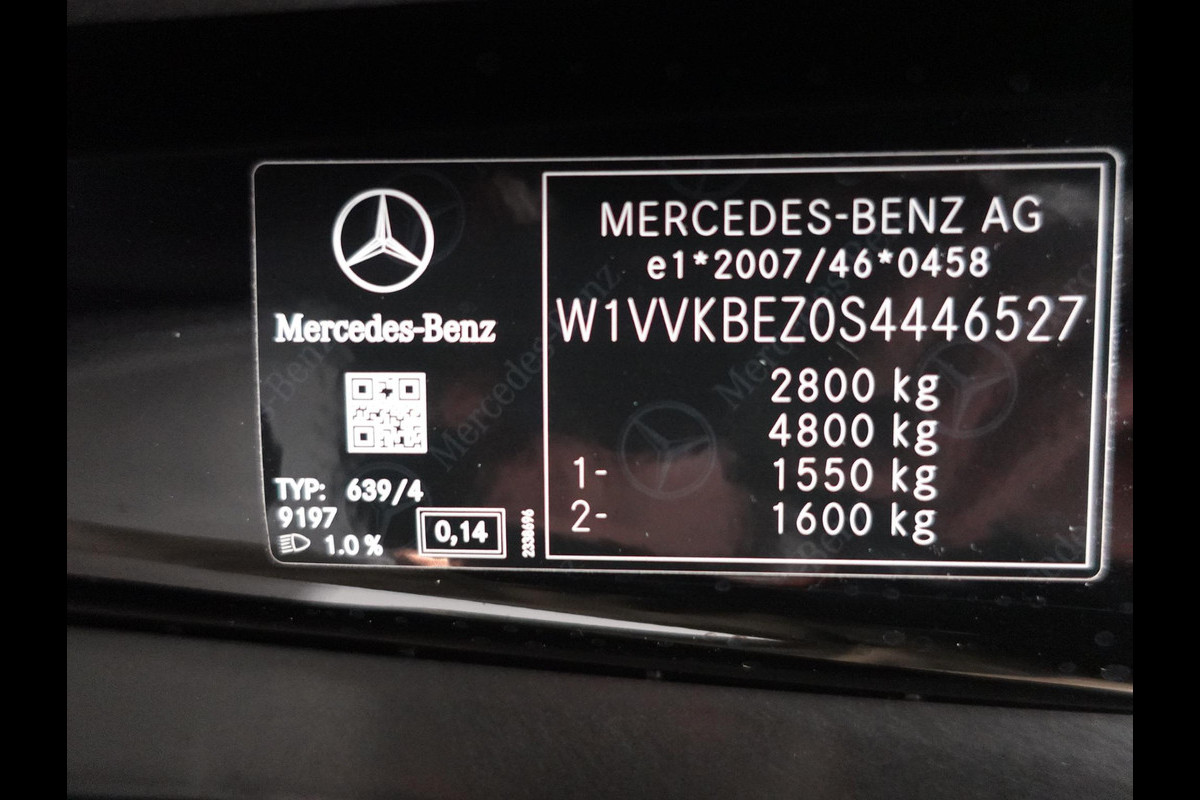 Mercedes-Benz
TYP: 639/4
9197
1.0 %
0,14
2338696
MERCEDES-BENZ AG
e1*2007/46*0458
W1VVKBEZ0S4446527
2800 kg
4800 kg
1- 1550 kg
2- 1600 kg